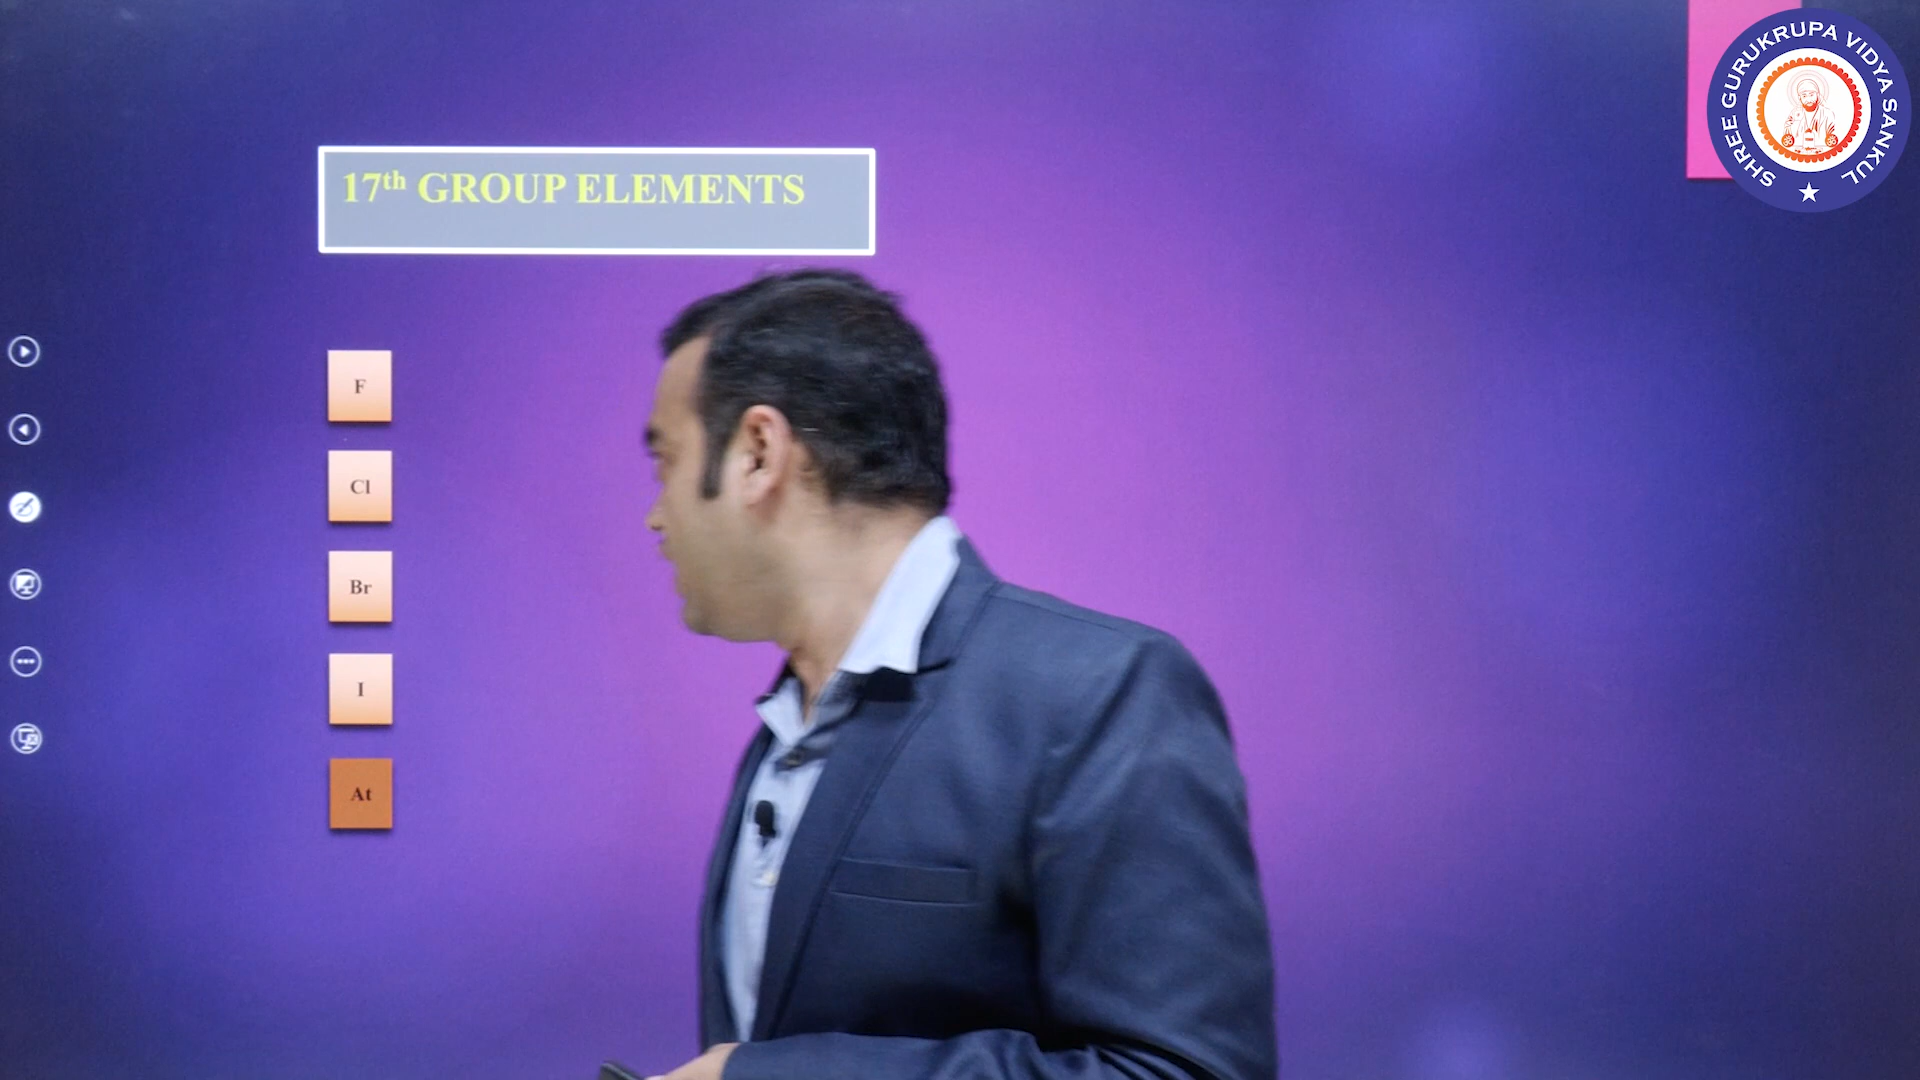 SHREE GURUKRUPA VIDYA SANKUL
17th GROUP ELEMENTS
F
Cl
Br
I
At